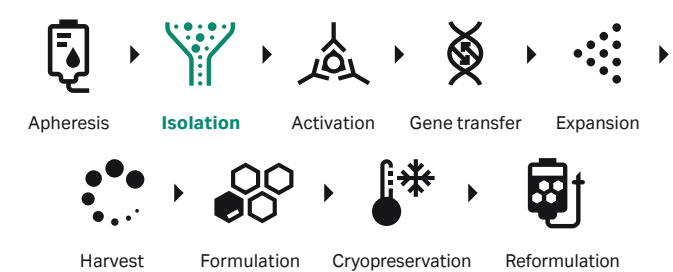 Apheresis Isolation Activation Gene transfer Expansion
Harvest Formulation Cryopreservation Reformulation